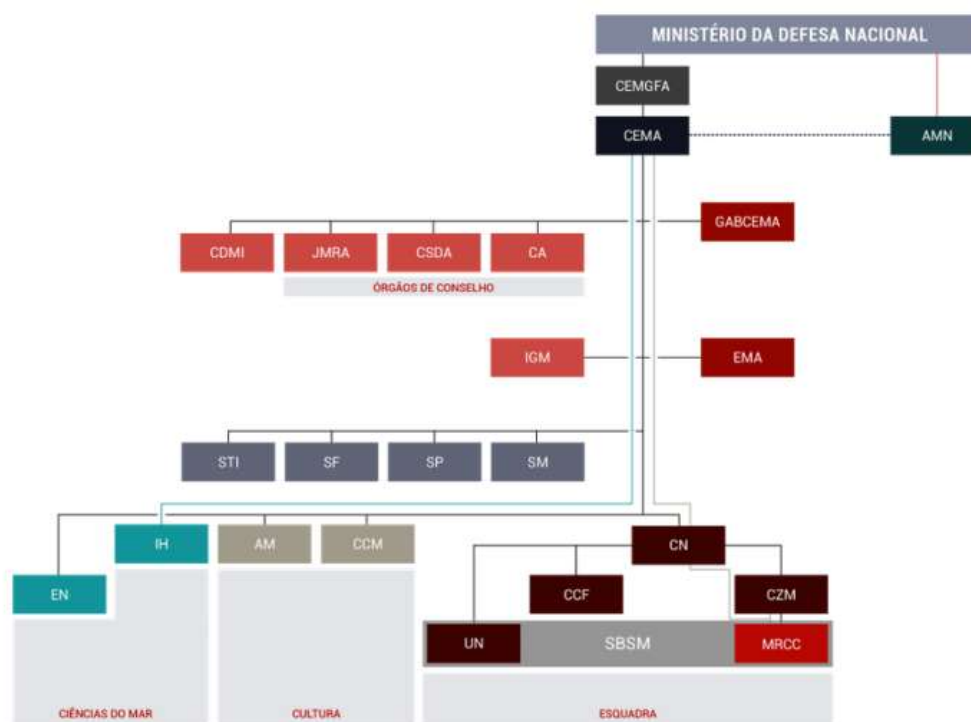 MINISTÉRIO DA DEFESA NACIONAL
CEMGFA
CEMA
AMN
GABCEMA
CDMI
JMRA
CSDA
CA
ÓRGÃOS DE CONSELHO
IGM
EMA
STI
SF
SP
SM
IH
AM
CCM
CN
EN
CCF
CZM
UN
SBSM
MRCC
CIÊNCIAS DO MAR
CULTURA
ESQUADRA